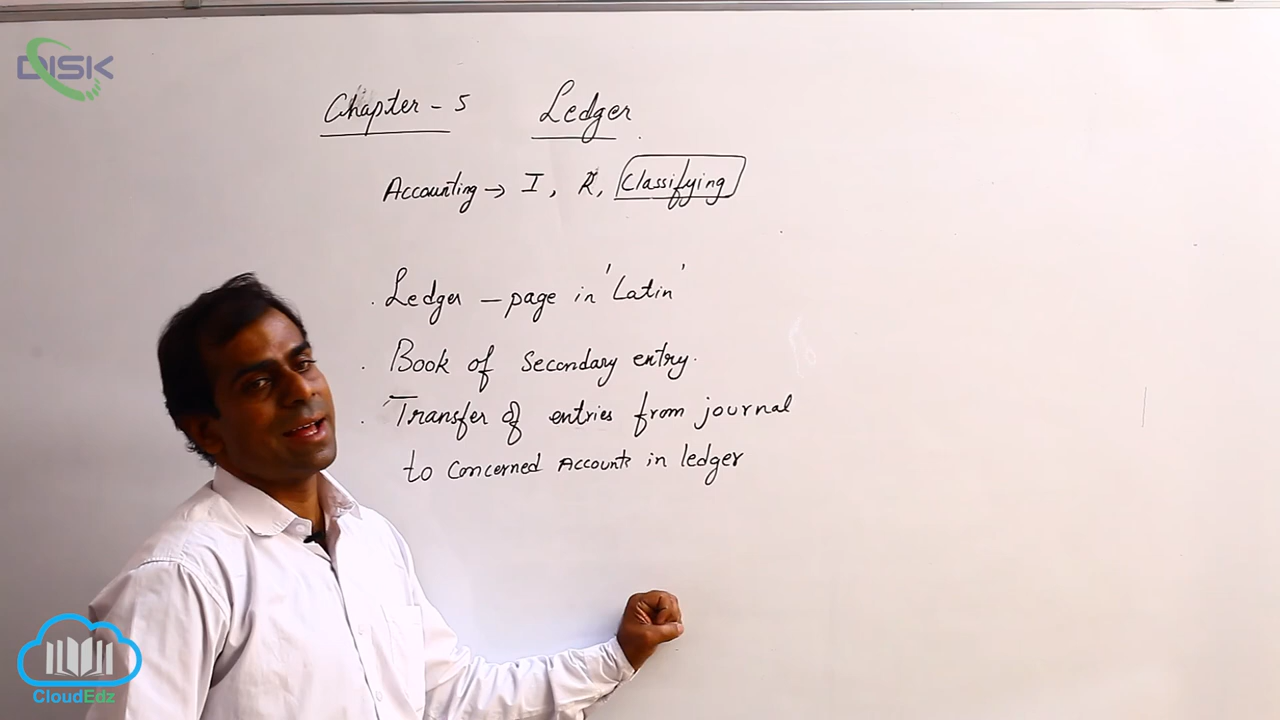 DISK
Chapter - 5 Ledger
Accounting → I, R, Classifying
. Ledger - page in 'Latin'
. Book of Secondary entry.
. Transfer of entries from journal
to Concerned Accounts in ledger
CloudEdz